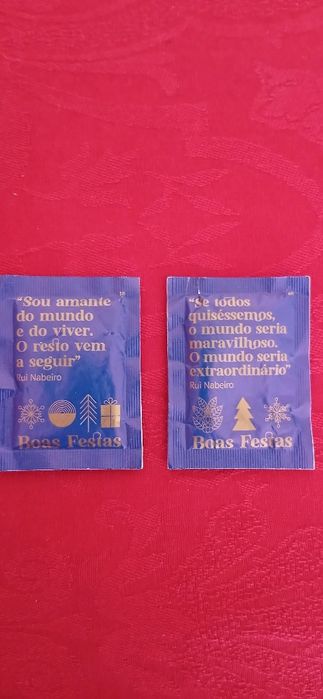 “Sou amante
do mundo
e do viver.
O resto vem
a seguir”
Rui Nabeiro
Boas Festas
“Se todos
quiséssemos,
o mundo seria
maravilhoso.
O mundo seria
extraordinário”
Rui Nabeiro
Boas Festas